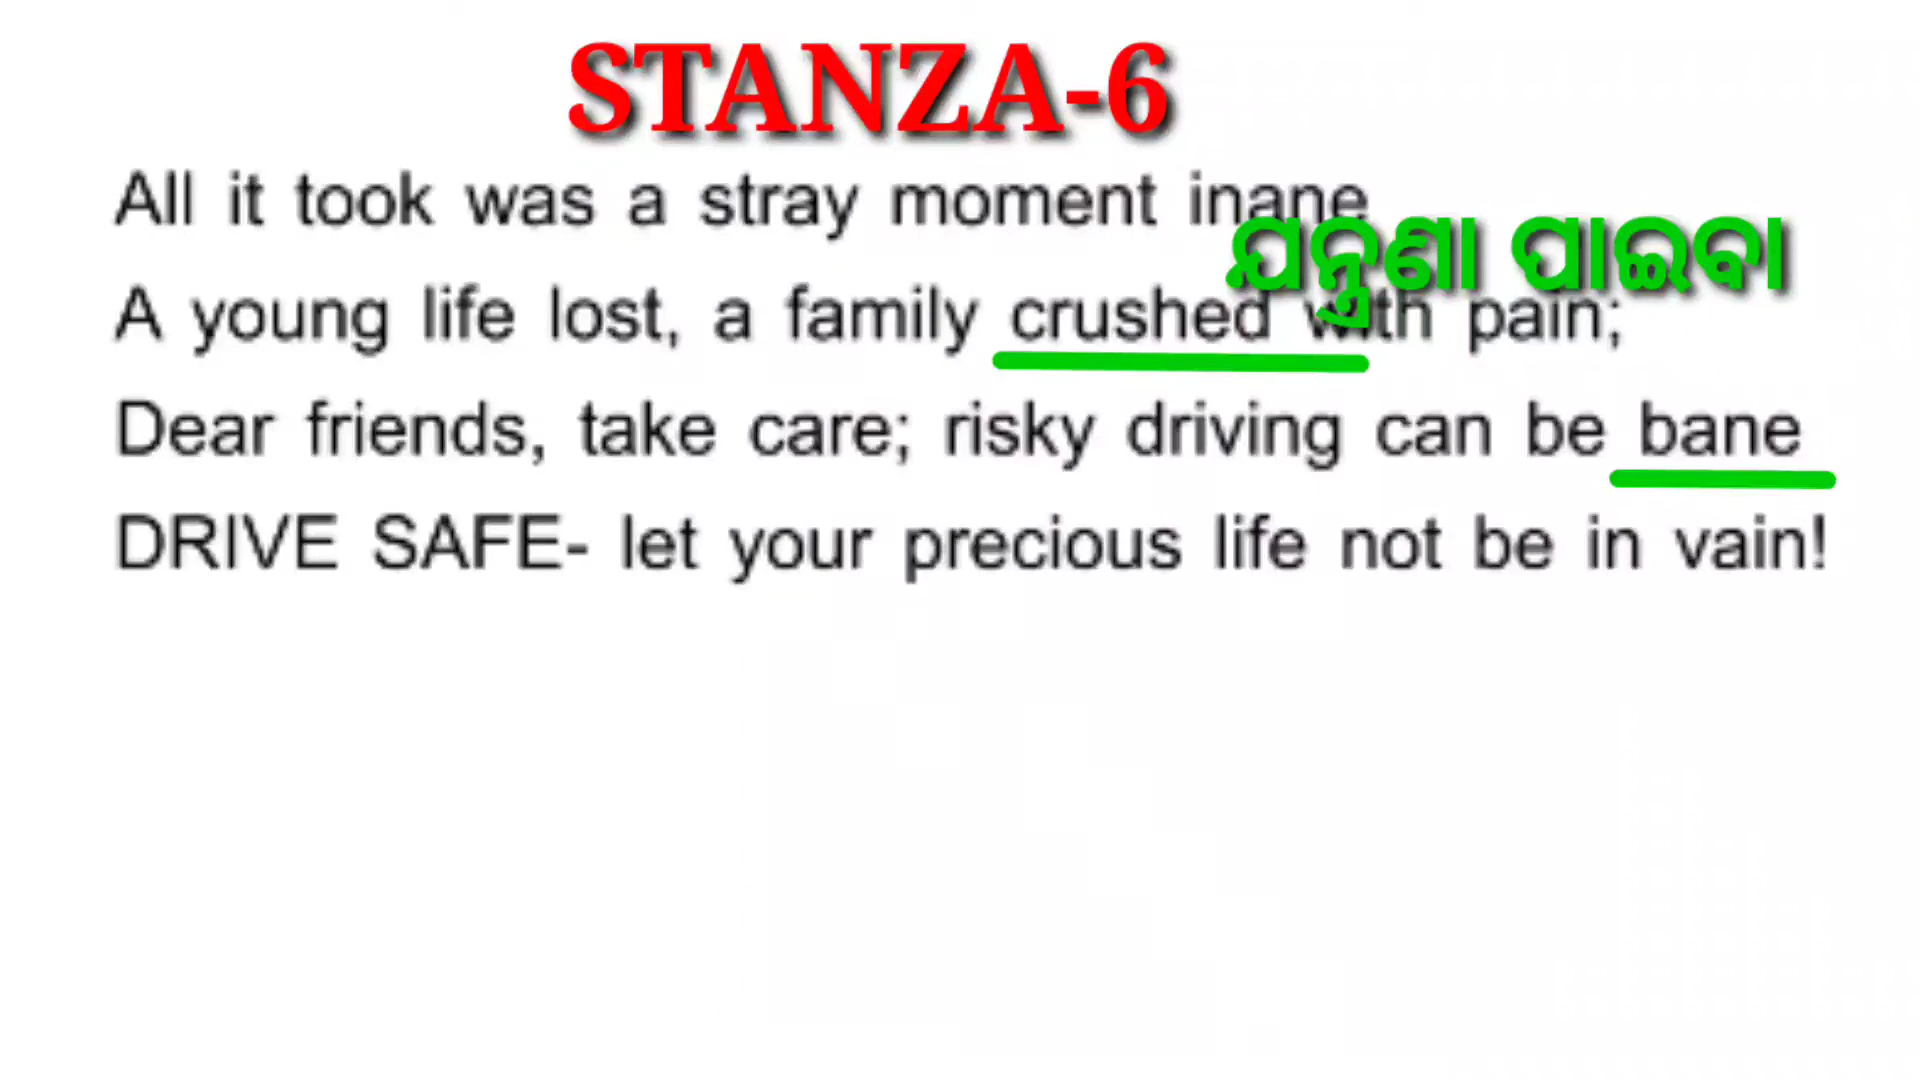 STANZA-6
All it took was a stray moment inane
ଯନ୍ତ୍ରଣା ପାଇବା
A young life lost, a family crushed with pain;
Dear friends, take care; risky driving can be bane
DRIVE SAFE- let your precious life not be in vain!